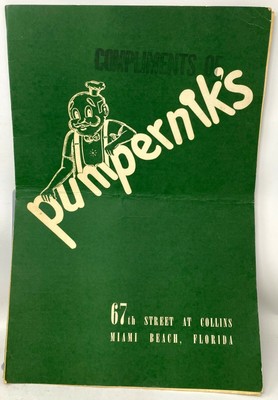 COMPLIMENTS OF
pumpernik's
67th STREET AT COLLINS
MIAMI BEACH, FLORIDA